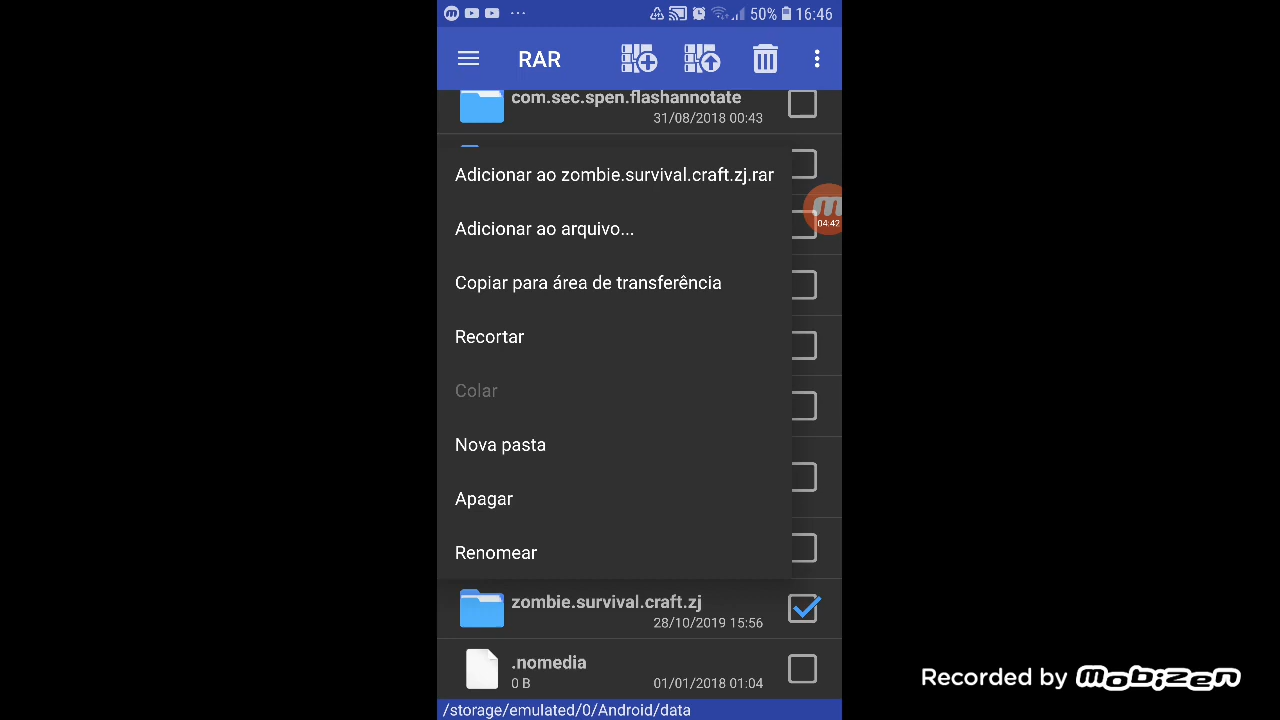 50% 16:46
RAR
com.sec.spen.flashannotate
31/08/2018 00:43
Adicionar ao zombie.survival.craft.zj.rar
Adicionar ao arquivo...
04:42
Copiar para área de transferência
Recortar
Colar
Nova pasta
Apagar
Renomear
zombie.survival.craft.zj
28/10/2019 15:56
.nomedia
0 B 01/01/2018 01:04
/storage/emulated/0/Android/data
Recorded by mobizen